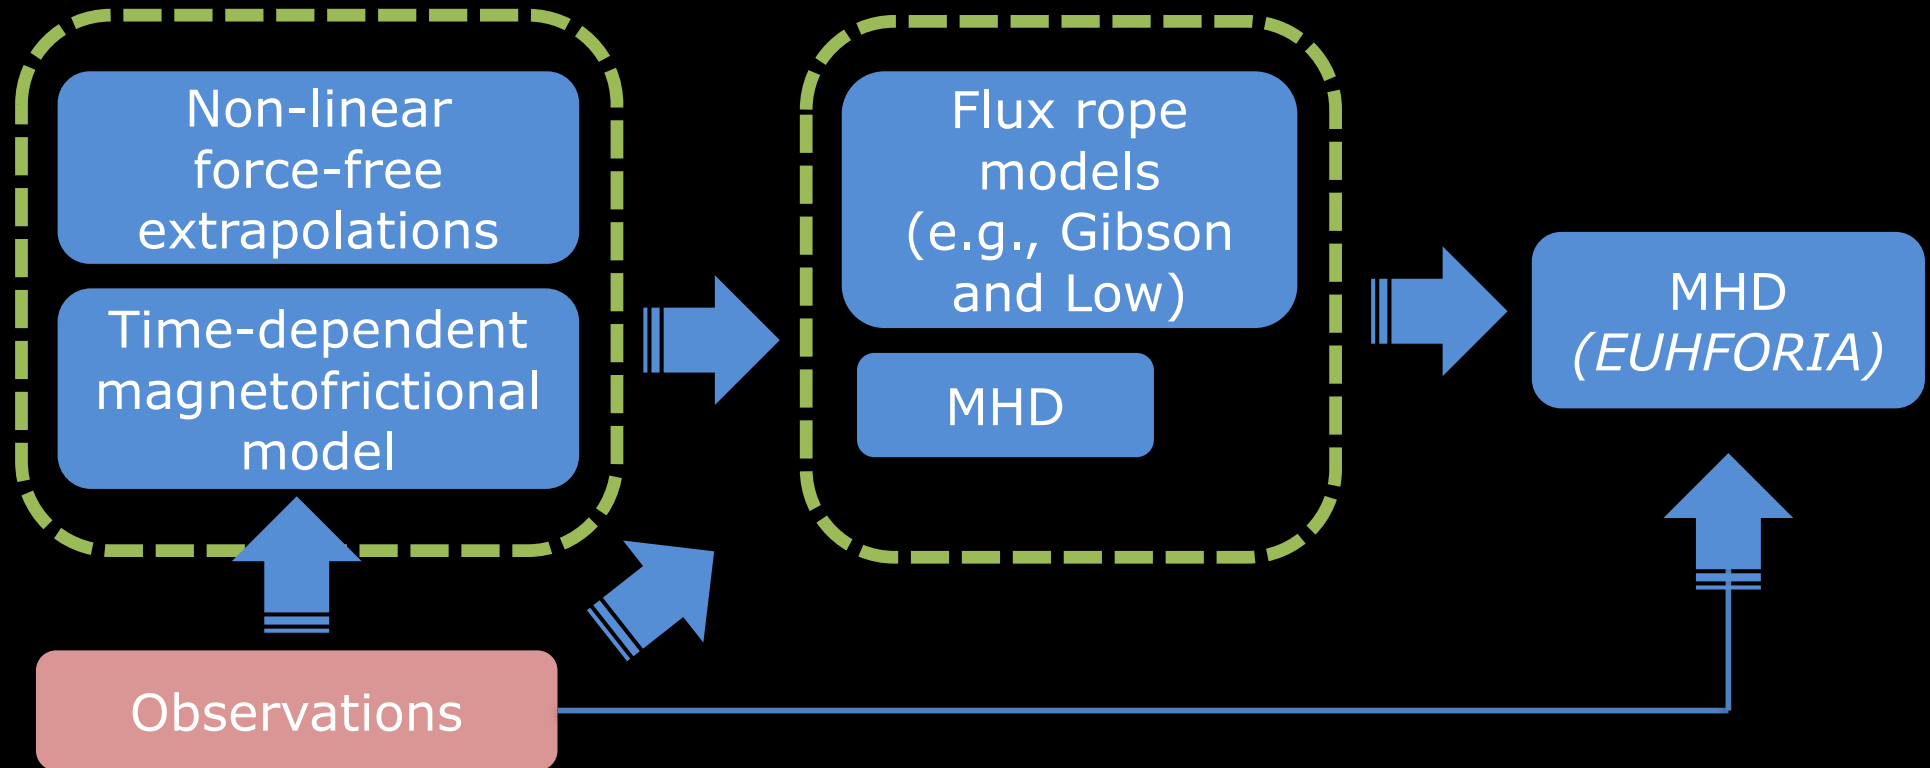 Non-linear
force-free
extrapolations
Time-dependent
magnetofrictional
model
Flux rope
models
(e.g., Gibson
and Low)
MHD
MHD
(EUHFORIA)
Observations